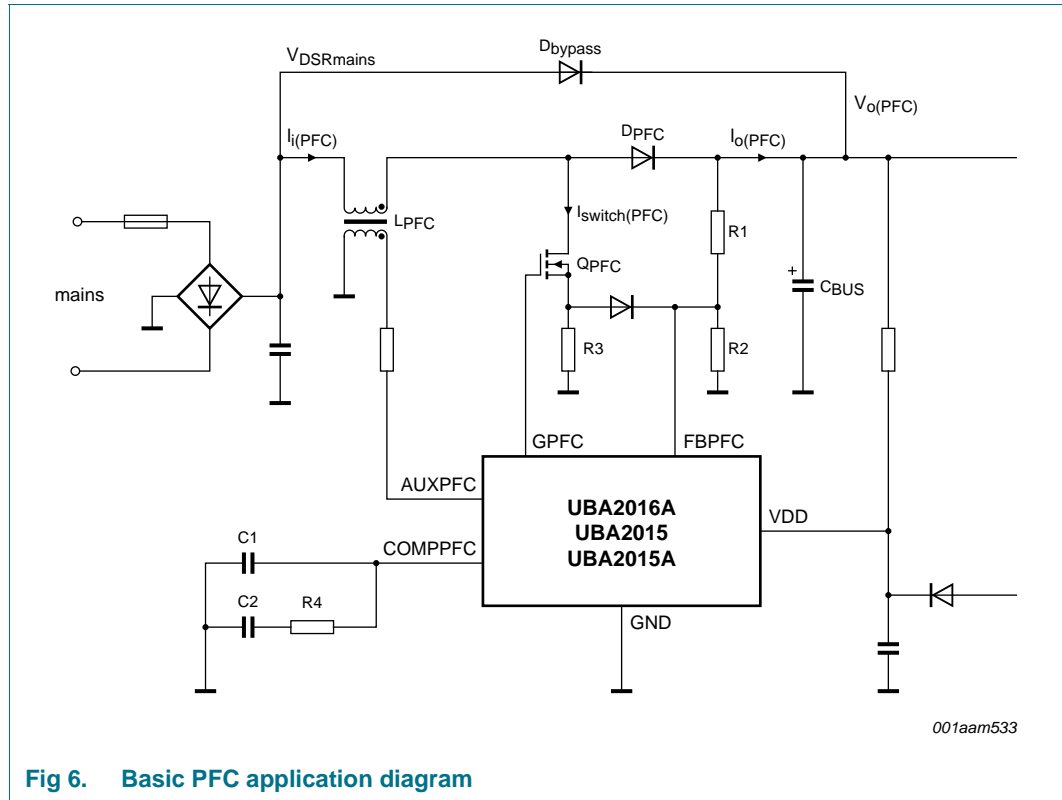 Dbypass
VDSRmains
Vo(PFC)
Ii(PFC)
DPFC
Io(PFC)
LPFC
Iswitch(PFC)
R1
QPFC
mains
+
CBUS
R3
R2
GPFC
FBPFC
AUXPFC
UBA2016A
VDD
UBA2015
COMPPFC
UBA2015A
C1
C2
R4
GND
001aam533
Fig 6. Basic PFC application diagram